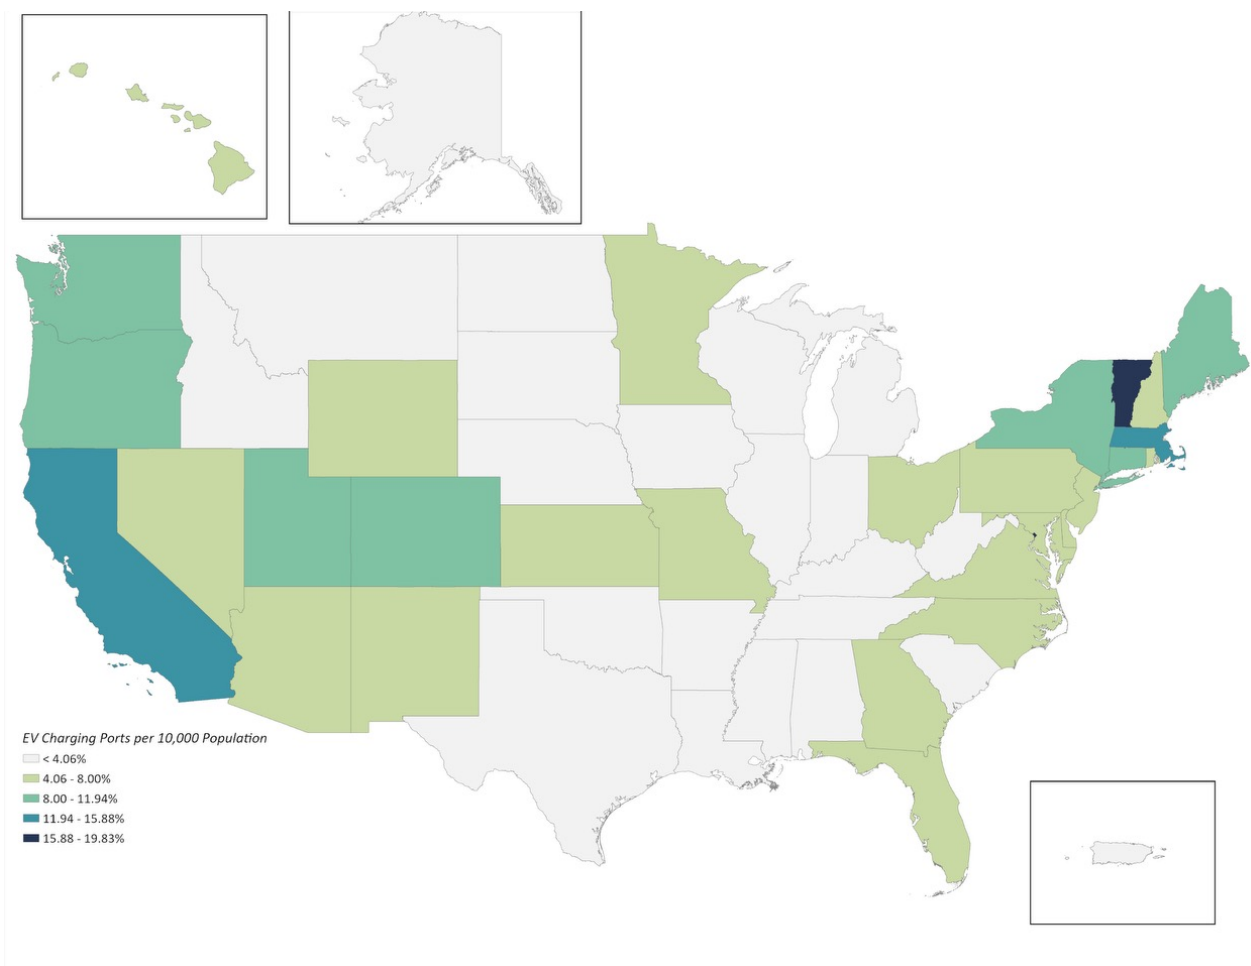 EV Charging Ports per 10,000 Population
< 4.06%
4.06 - 8.00%
8.00 - 11.94%
11.94 - 15.88%
15.88 - 19.83%